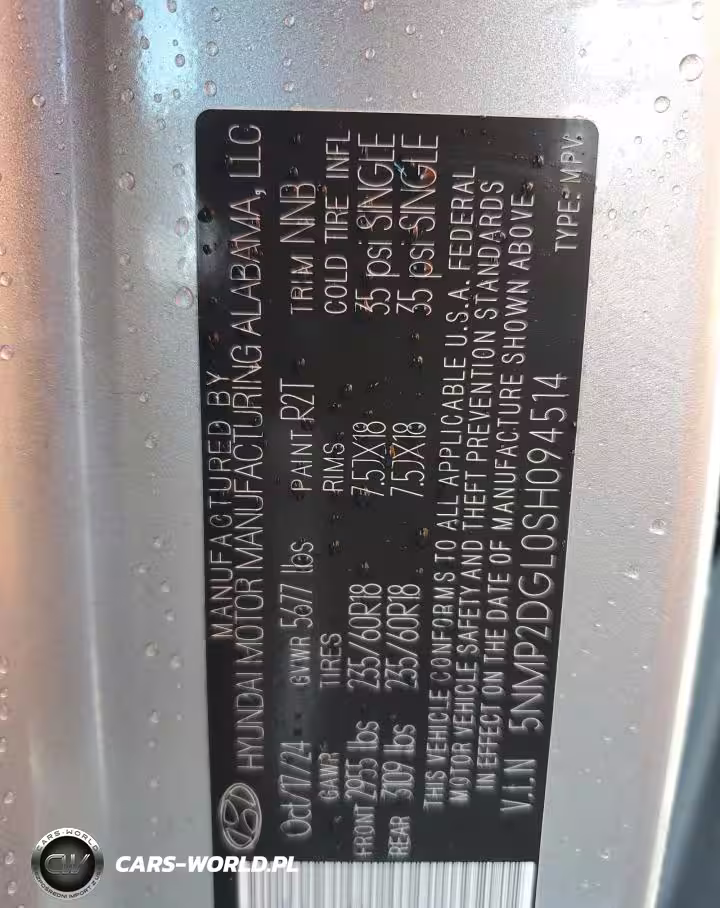 MANUFACTURED BY
HYUNDAI MOTOR MANUFACTURING ALABAMA, LLC
Oct/17/24 GVWR 5677 lbs PAINT R2T TRIM NNB
GAWR TIRES RIMS COLD TIRE INFL
FRONT 2955 lbs 235/60R18 7.5JX18 35 psi SINGLE
REAR 3109 lbs 235/60R18 7.5JX18 35 psi SINGLE
THIS VEHICLE CONFORMS TO ALL APPLICABLE U.S.A. FEDERAL
MOTOR VEHICLE SAFETY AND THEFT PREVENTION STANDARDS
IN EFFECT ON THE DATE OF MANUFACTURE SHOWN ABOVE.
V.I.N 5NMP2DGL0SH094514 TYPE: MPV
CARS-WORLD
CW
CARS-WORLD.PL